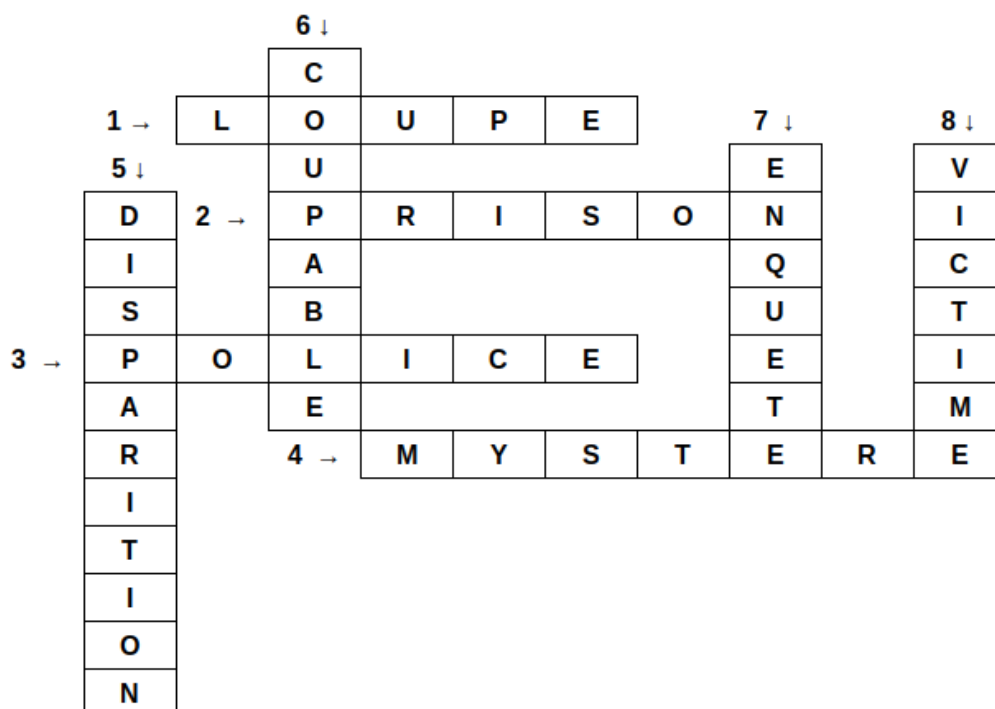 6 ↓
C
1 → L O U P E 7 ↓ 8 ↓
5 ↓ U E V
D 2 → P R I S O N I
I A Q C
S B U T
3 → P O L I C E E I
A E T M
R 4 → M Y S T E R E
I
T
I
O
N